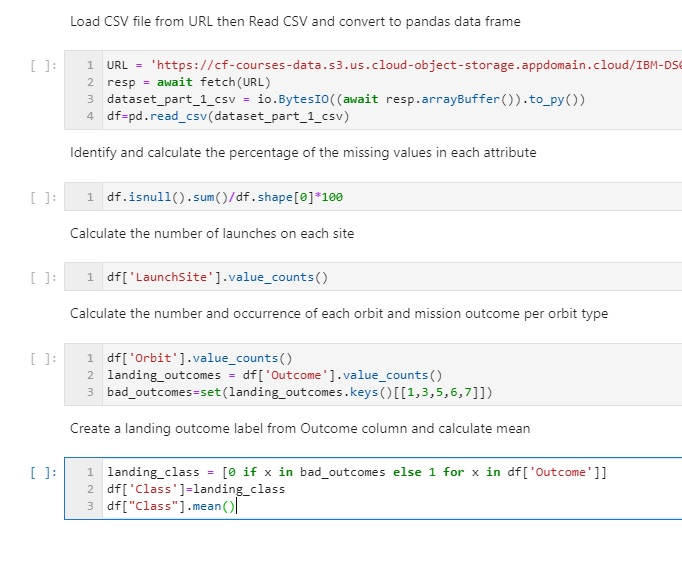 Load CSV file from URL then Read CSV and convert to pandas data frame
[ ]: 1 URL = 'https://cf-courses-data.s3.us.cloud-object-storage.appdomain.cloud/IBM-DS
2 resp = await fetch(URL)
3 dataset_part_1_csv = io.BytesIO((await resp.arrayBuffer()).to_py())
4 df=pd.read_csv(dataset_part_1_csv)
Identify and calculate the percentage of the missing values in each attribute
[ ]: 1 df.isnull().sum()/df.shape[0]*100
Calculate the number of launches on each site
[ ]: 1 df['LaunchSite'].value_counts()
Calculate the number and occurrence of each orbit and mission outcome per orbit type
[ ]: 1 df['Orbit'].value_counts()
2 landing_outcomes = df['Outcome'].value_counts()
3 bad_outcomes=set(landing_outcomes.keys()[[1,3,5,6,7]])
Create a landing outcome label from Outcome column and calculate mean
[ ]: 1 landing_class = [0 if x in bad_outcomes else 1 for x in df['Outcome']]
2 df['Class']=landing_class
3 df["Class"].mean()